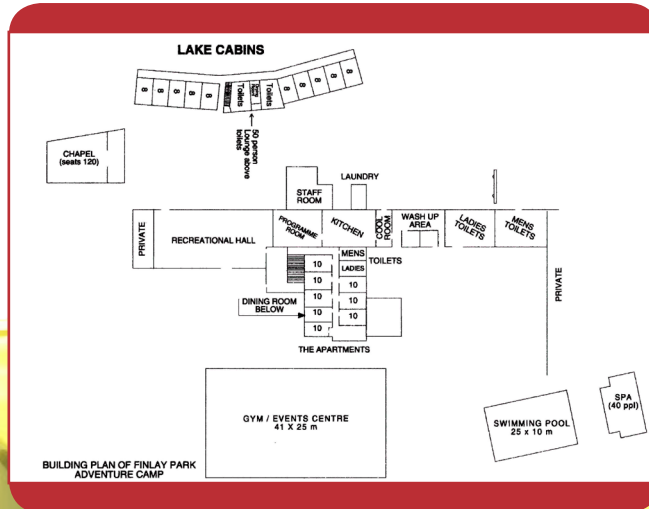 LAKE CABINS
8
8
8
8
8
Toilets
Toilets
8
8
8
8
8
50 person
Lounge above
toilets
CHAPEL
(seats 120)
LAUNDRY
STAFF
ROOM
PRIVATE
RECREATIONAL HALL
PROGRAMME
ROOM
KITCHEN
COOL
ROOM
WASH UP
AREA
LADIES
TOILETS
MENS
TOILETS
PRIVATE
MENS
LADIES
TOILETS
10
10
10
10
10
10
10
10
DINING ROOM
BELOW
THE APARTMENTS
GYM / EVENTS CENTRE
41 X 25 m
SWIMMING POOL
25 x 10 m
SPA
(40 ppl)
BUILDING PLAN OF FINLAY PARK
ADVENTURE CAMP